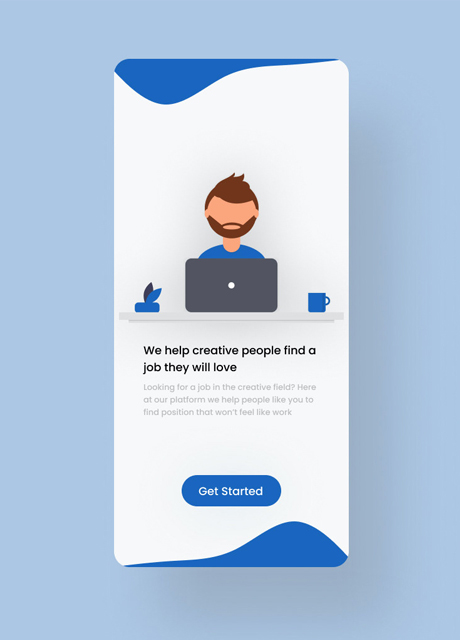 We help creative people find a
job they will love
Looking for a job in the creative field? Here
at our platform we help people like you to
find position that won't feel like work
Get Started